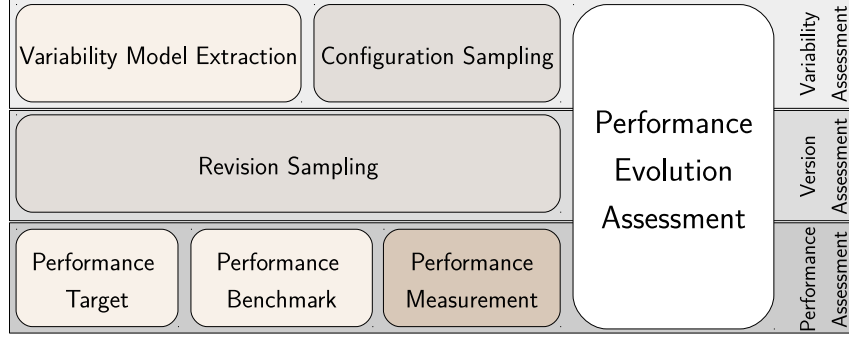 Variability Model Extraction
Configuration Sampling
Revision Sampling
Performance
Target
Performance
Benchmark
Performance
Measurement
Performance
Evolution
Assessment
Variability
Assessment
Version
Assessment
Performance
Assessment